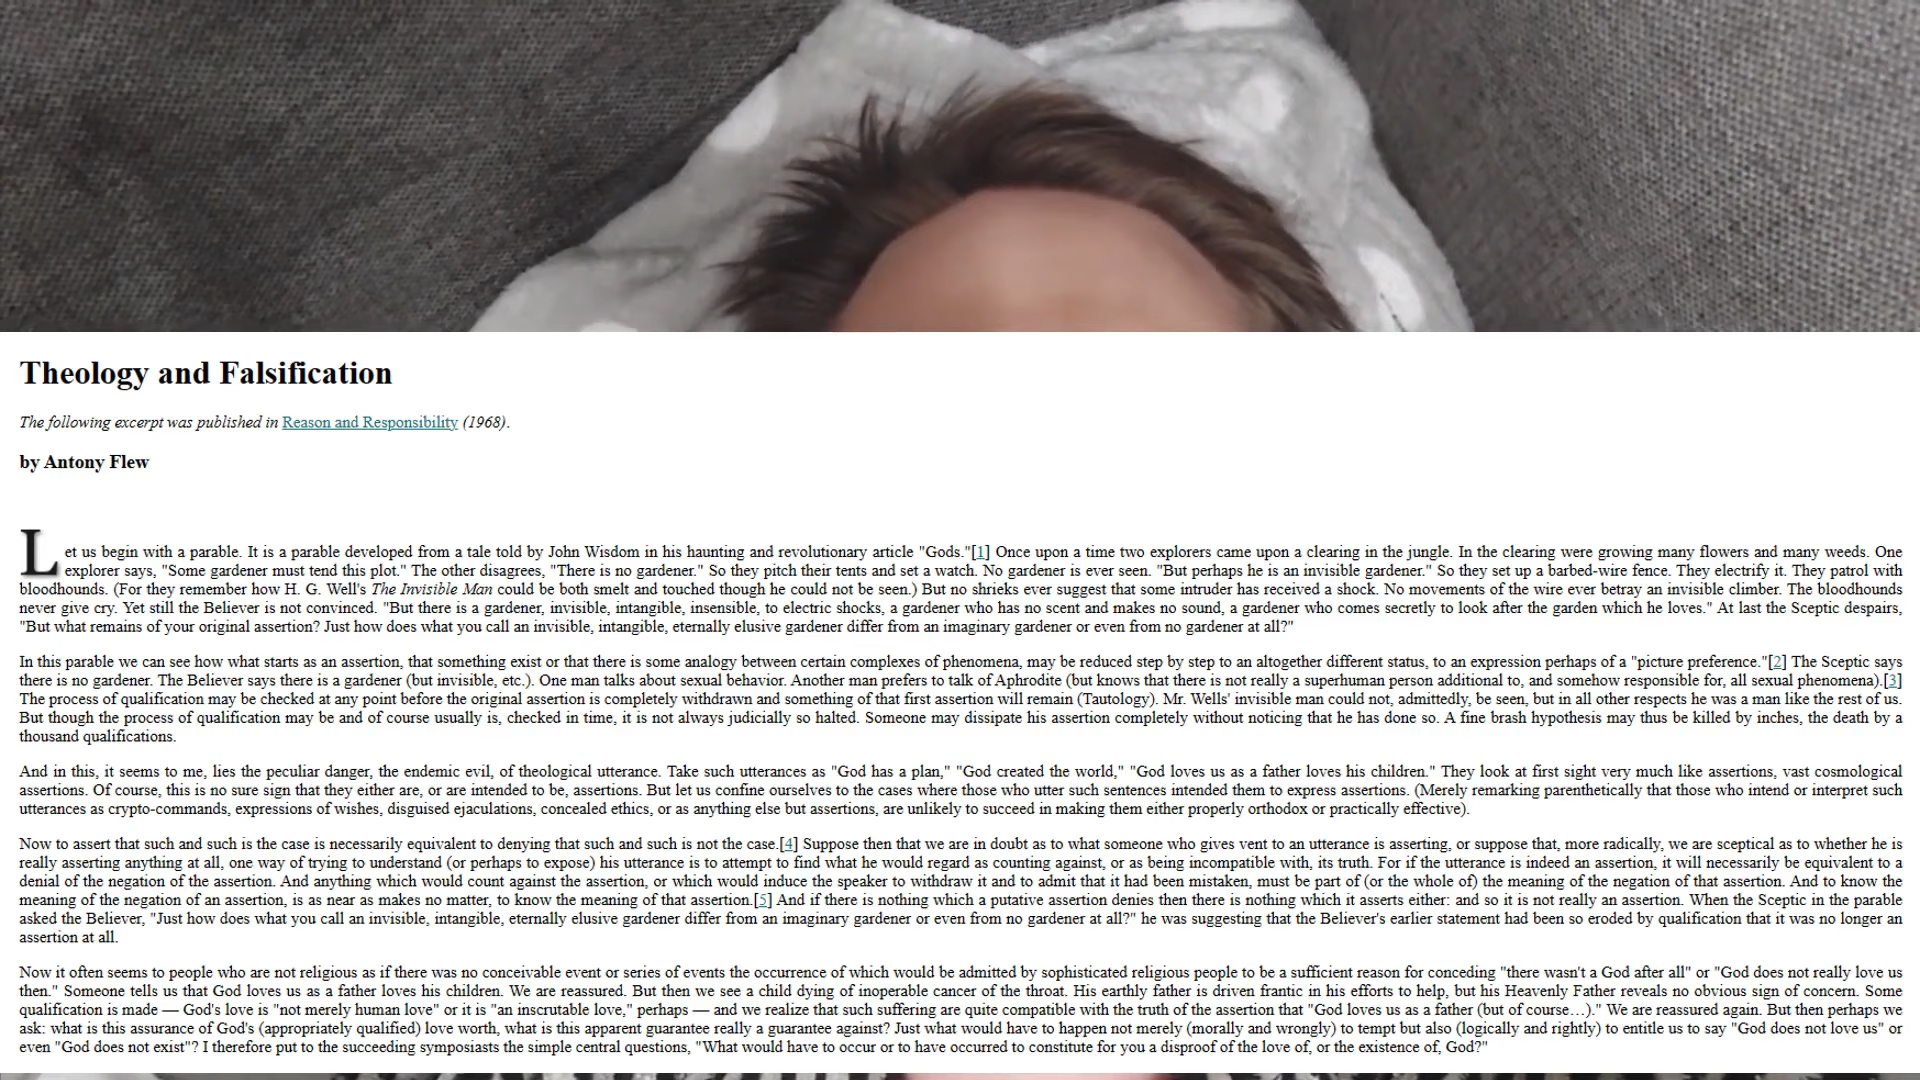 Theology and Falsification
The following excerpt was published in Reason and Responsibility (1968).
by Antony Flew
Let us begin with a parable. It is a parable developed from a tale told by John Wisdom in his haunting and revolutionary article "Gods."[1] Once upon a time two explorers came upon a clearing in the jungle. In the clearing were growing many flowers and many weeds. One
explorer says, "Some gardener must tend this plot." The other disagrees, "There is no gardener." So they pitch their tents and set a watch. No gardener is ever seen. "But perhaps he is an invisible gardener." So they set up a barbed-wire fence. They electrify it. They patrol with
bloodhounds. (For they remember how H. G. Well's The Invisible Man could be both smelt and touched though he could not be seen.) But no shrieks ever suggest that some intruder has received a shock. No movements of the wire ever betray an invisible climber. The bloodhounds
never give cry. Yet still the Believer is not convinced. "But there is a gardener, invisible, intangible, insensible, to electric shocks, a gardener who has no scent and makes no sound, a gardener who comes secretly to look after the garden which he loves." At last the Sceptic despairs,
"But what remains of your original assertion? Just how does what you call an invisible, intangible, eternally elusive gardener differ from an imaginary gardener or even from no gardener at all?"
In this parable we can see how what starts as an assertion, that something exist or that there is some analogy between certain complexes of phenomena, may be reduced step by step to an altogether different status, to an expression perhaps of a "picture preference."[2] The Sceptic says
there is no gardener. The Believer says there is a gardener (but invisible, etc.). One man talks about sexual behavior. Another man prefers to talk of Aphrodite (but knows that there is not really a superhuman person additional to, and somehow responsible for, all sexual phenomena).[3]
The process of qualification may be checked at any point before the original assertion is completely withdrawn and something of that first assertion will remain (Tautology). Mr. Wells' invisible man could not, admittedly, be seen, but in all other respects he was a man like the rest of us.
But though the process of qualification may be and of course usually is, checked in time, it is not always judicially so halted. Someone may dissipate his assertion completely without noticing that he has done so. A fine brash hypothesis may thus be killed by inches, the death by a
thousand qualifications.
And in this, it seems to me, lies the peculiar danger, the endemic evil, of theological utterance. Take such utterances as "God has a plan," "God created the world," "God loves us as a father loves his children." They look at first sight very much like assertions, vast cosmological
assertions. Of course, this is no sure sign that they either are, or are intended to be, assertions. But let us confine ourselves to the cases where those who utter such sentences intended them to express assertions. (Merely remarking parenthetically that those who intend or interpret such
utterances as crypto-commands, expressions of wishes, disguised ejaculations, concealed ethics, or as anything else but assertions, are unlikely to succeed in making them either properly orthodox or practically effective).
Now to assert that such and such is the case is necessarily equivalent to denying that such and such is not the case.[4] Suppose then that we are in doubt as to what someone who gives vent to an utterance is asserting, or suppose that, more radically, we are sceptical as to whether he is
really asserting anything at all, one way of trying to understand (or perhaps to expose) his utterance is to attempt to find what he would regard as counting against, or as being incompatible with, its truth. For if the utterance is indeed an assertion, it will necessarily be equivalent to a
denial of the negation of the assertion. And anything which would count against the assertion, or which would induce the speaker to withdraw it and to admit that it had been mistaken, must be part of (or the whole of) the meaning of the negation of that assertion. And to know the
meaning of the negation of an assertion, is as near as makes no matter, to know the meaning of that assertion.[5] And if there is nothing which a putative assertion denies then there is nothing which it asserts either: and so it is not really an assertion. When the Sceptic in the parable
asked the Believer, "Just how does what you call an invisible, intangible, eternally elusive gardener differ from an imaginary gardener or even from no gardener at all?" he was suggesting that the Believer's earlier statement had been so eroded by qualification that it was no longer an
assertion at all.
Now it often seems to people who are not religious as if there was no conceivable event or series of events the occurrence of which would be admitted by sophisticated religious people to be a sufficient reason for conceding "there wasn't a God after all" or "God does not really love us
then." Someone tells us that God loves us as a father loves his children. We are reassured. But then we see a child dying of inoperable cancer of the throat. His earthly father is driven frantic in his efforts to help, but his Heavenly Father reveals no obvious sign of concern. Some
qualification is made — God's love is "not merely human love" or it is "an inscrutable love," perhaps — and we realize that such suffering are quite compatible with the truth of the assertion that "God loves us as a father (but of course…)." We are reassured again. But then perhaps we
ask: what is this assurance of God's (appropriately qualified) love worth, what is this apparent guarantee really a guarantee against? Just what would have to happen not merely (morally and wrongly) to tempt but also (logically and rightly) to entitle us to say "God does not love us" or
even "God does not exist"? I therefore put to the succeeding symposiasts the simple central questions, "What would have to occur or to have occurred to constitute for you a disproof of the love of, or the existence of, God?"